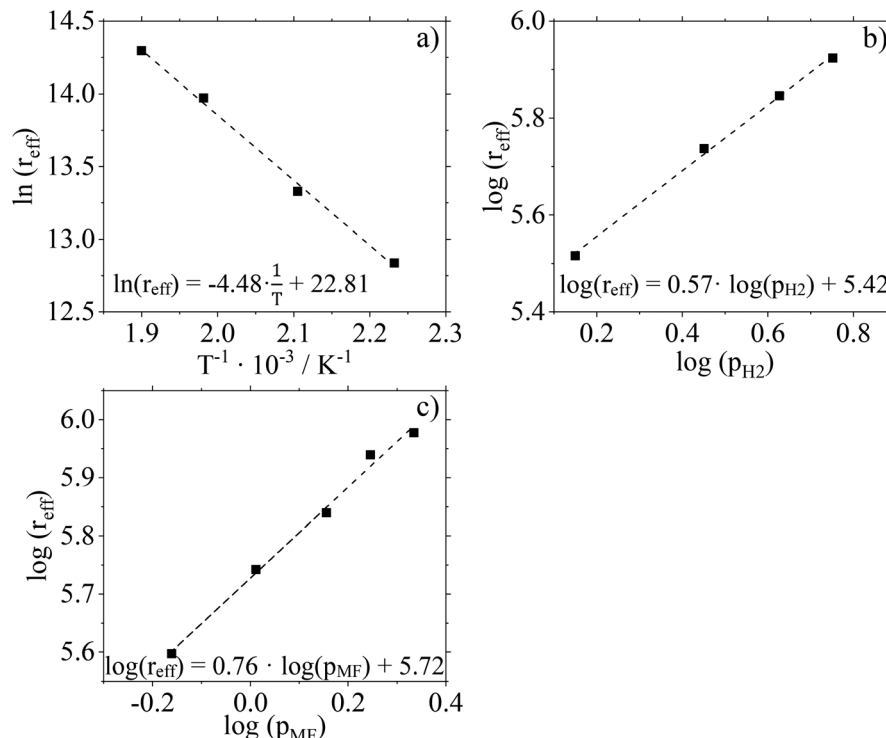 a)
14.5
14.0
13.5
13.0
12.5
ln (r_eff)
ln(r_eff) = -4.48·1/T + 22.81
1.9 2.0 2.1 2.2 2.3
T⁻¹ · 10⁻³ / K⁻¹
b)
6.0
5.8
5.6
5.4
log (r_eff)
log(r_eff) = 0.57· log(p_H2) + 5.42
0.2 0.4 0.6 0.8
log (p_H2)
c)
6.0
5.9
5.8
5.7
5.6
log (r_eff)
log(r_eff) = 0.76 · log(p_MF) + 5.72
-0.2 0.0 0.2 0.4
log (p_MF)